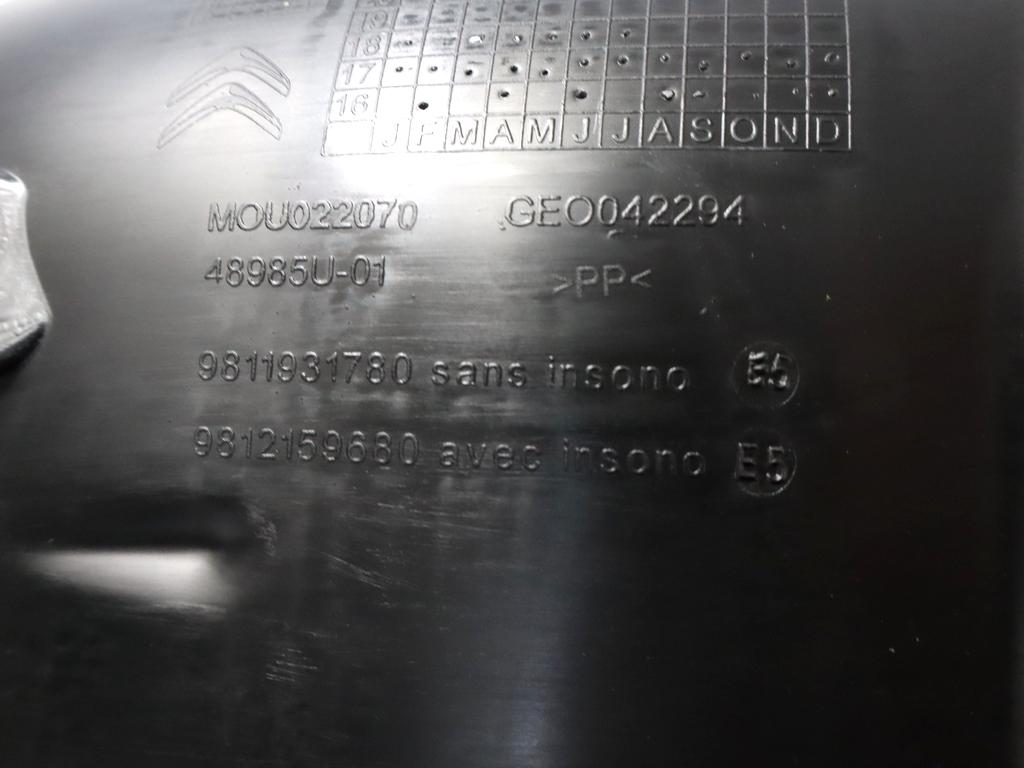 19
18
17
16
J F M A M J J A S O N D
MOU022070 GEO042294
48985U-01 >PP<
9811931780 sans insono E5
9812159680 avec insono E5